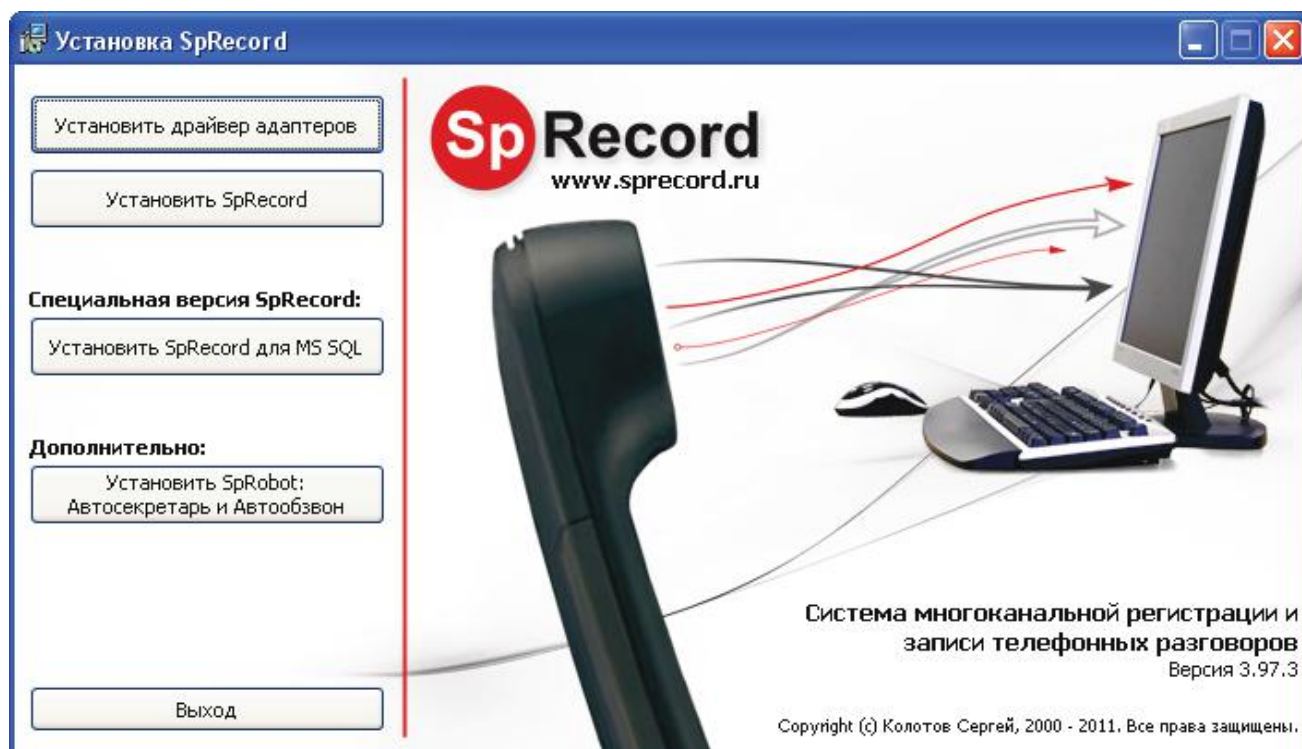 Установка SpRecord
Установить драйвер адаптеров
Установить SpRecord
Специальная версия SpRecord:
Установить SpRecord для MS SQL
Дополнительно:
Установить SpRobot:
Автосекретарь и Автообзвон
Выход
Sp Record
www.sprecord.ru
Система многоканальной регистрации и
записи телефонных разговоров
Версия 3.97.3
Copyright (c) Колотов Сергей, 2000 - 2011. Все права защищены.